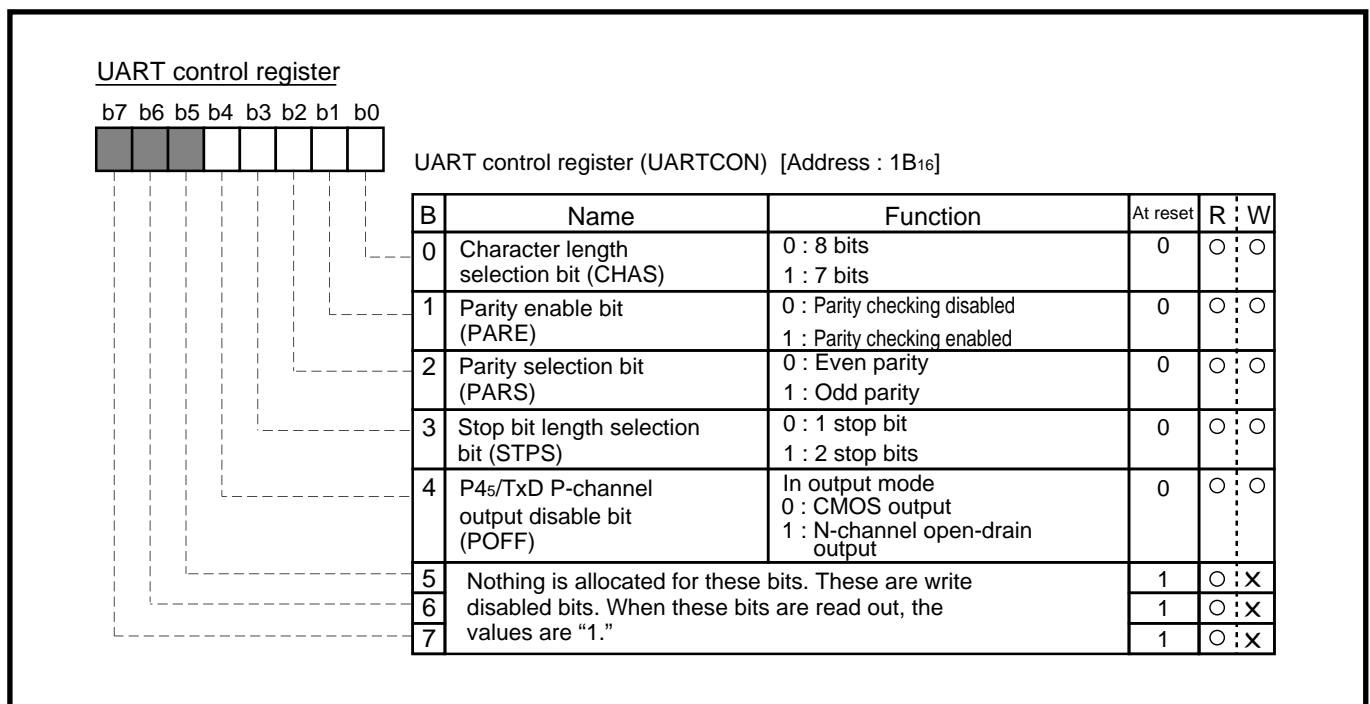 UART control register
b7 b6 b5 b4 b3 b2 b1 b0
UART control register (UARTCON) [Address : 1B16]
B Name Function At reset R W
0 Character length selection bit (CHAS) 0 : 8 bits 0 ○ ○
1 : 7 bits
1 Parity enable bit (PARE) 0 : Parity checking disabled 0 ○ ○
1 : Parity checking enabled
2 Parity selection bit (PARS) 0 : Even parity 0 ○ ○
1 : Odd parity
3 Stop bit length selection bit (STPS) 0 : 1 stop bit 0 ○ ○
1 : 2 stop bits
4 P45/TxD P-channel output disable bit (POFF) In output mode 0 ○ ○
0 : CMOS output
1 : N-channel open-drain output
5 Nothing is allocated for these bits. These are write 1 ○ ×
6 disabled bits. When these bits are read out, the 1 ○ ×
7 values are “1.” 1 ○ ×